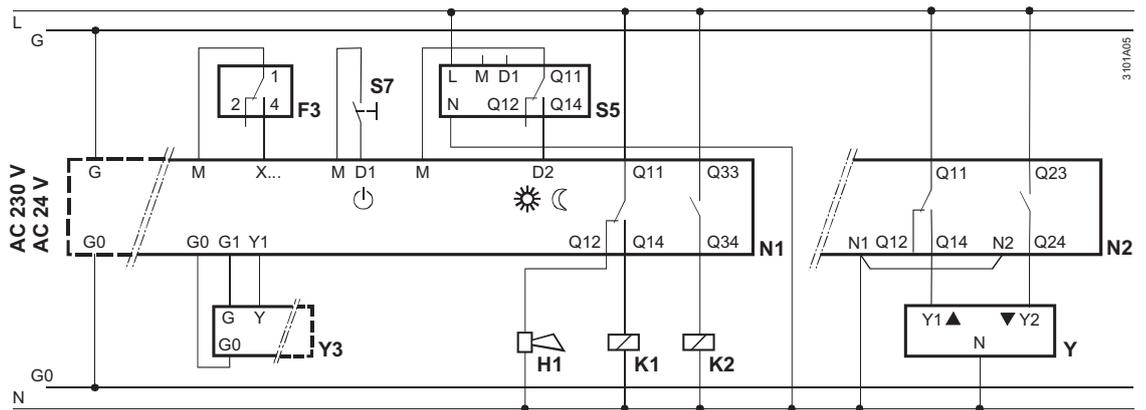 L
G
3101A05
1
2 4
F3
S7
L M D1 Q11
N Q12 Q14
S5
AC 230 V
AC 24 V
G M X... M D1 M D2 Q11 Q33
G0 G0 G1 Y1 Q12 Q14 Q34
N1
Q11 Q23
N1 Q12 Q14 N2 Q24
N2
G Y
G0
Y3
H1
K1
K2
Y1 ▲ ▼ Y2
N
Y
G0
N